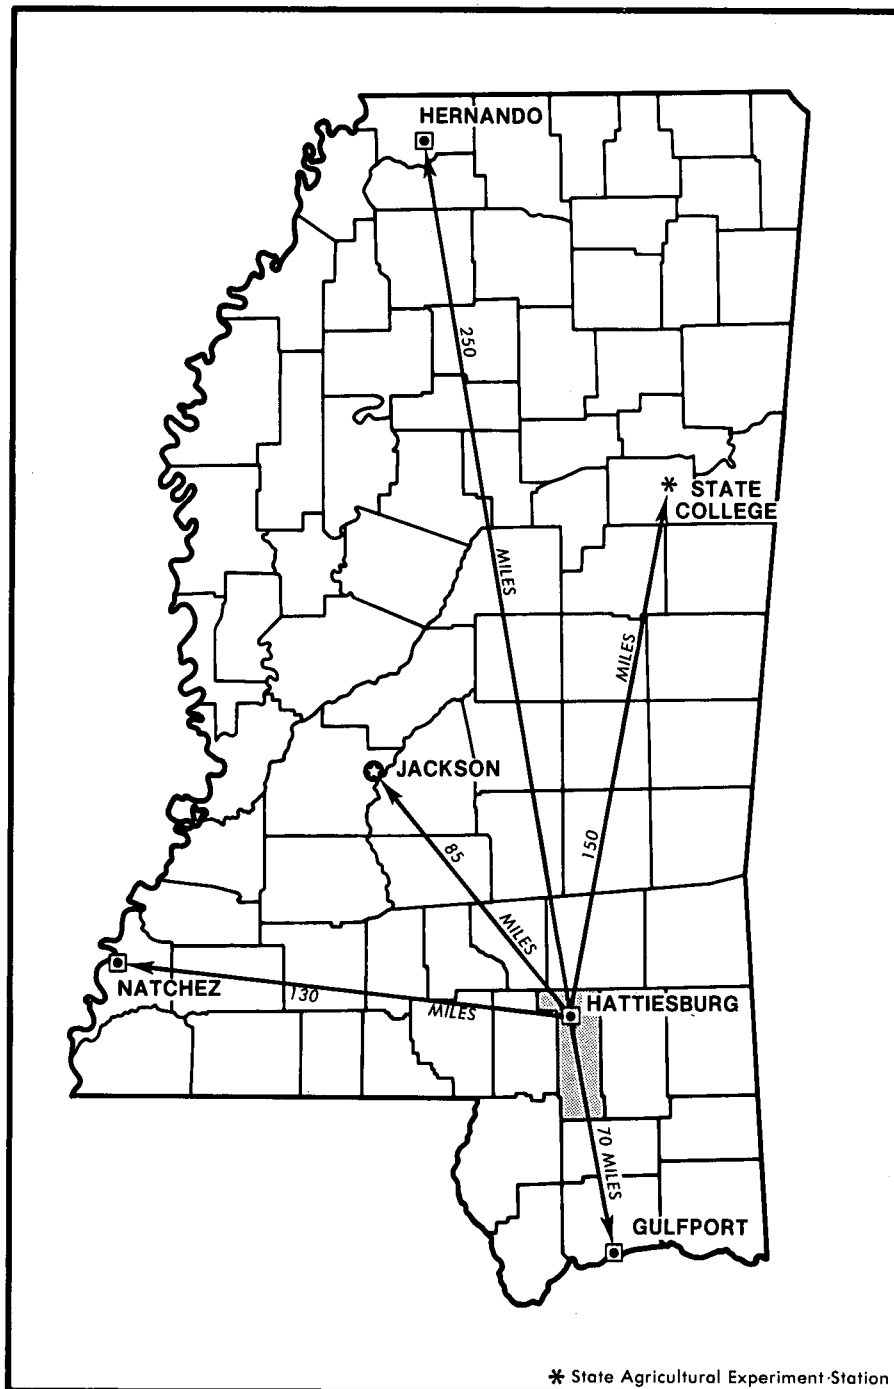 HERNANDO
250
MILES
* STATE
COLLEGE
MILES
150
JACKSON
85
MILES
NATCHEZ
130
MILES
HATTIESBURG
70 MILES
GULFPORT
* State Agricultural Experiment Station